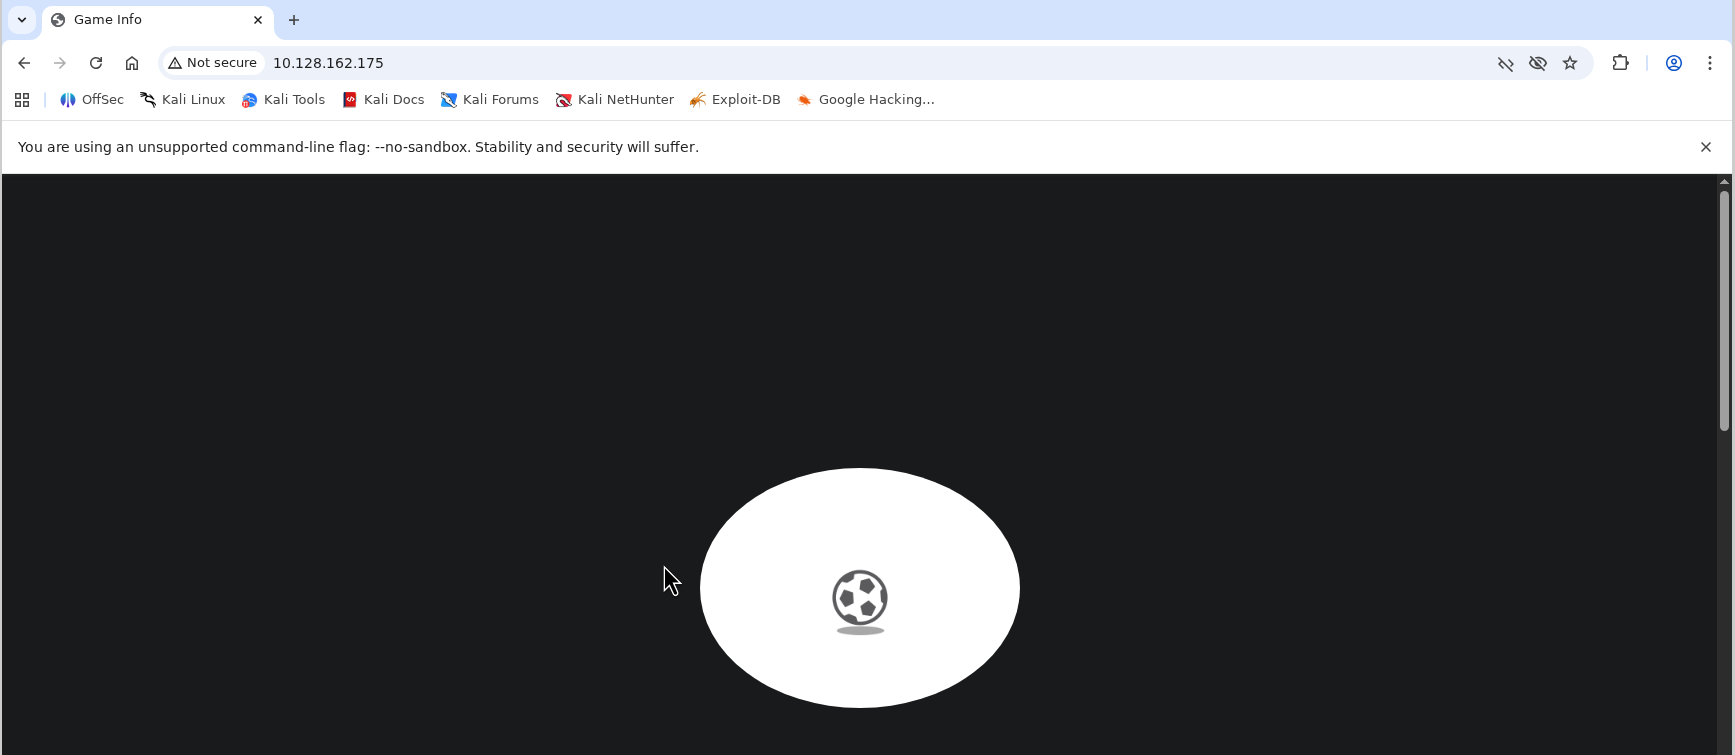 Game Info
Not secure 10.128.162.175
OffSec Kali Linux Kali Tools Kali Docs Kali Forums Kali NetHunter Exploit-DB Google Hacking...
You are using an unsupported command-line flag: --no-sandbox. Stability and security will suffer.